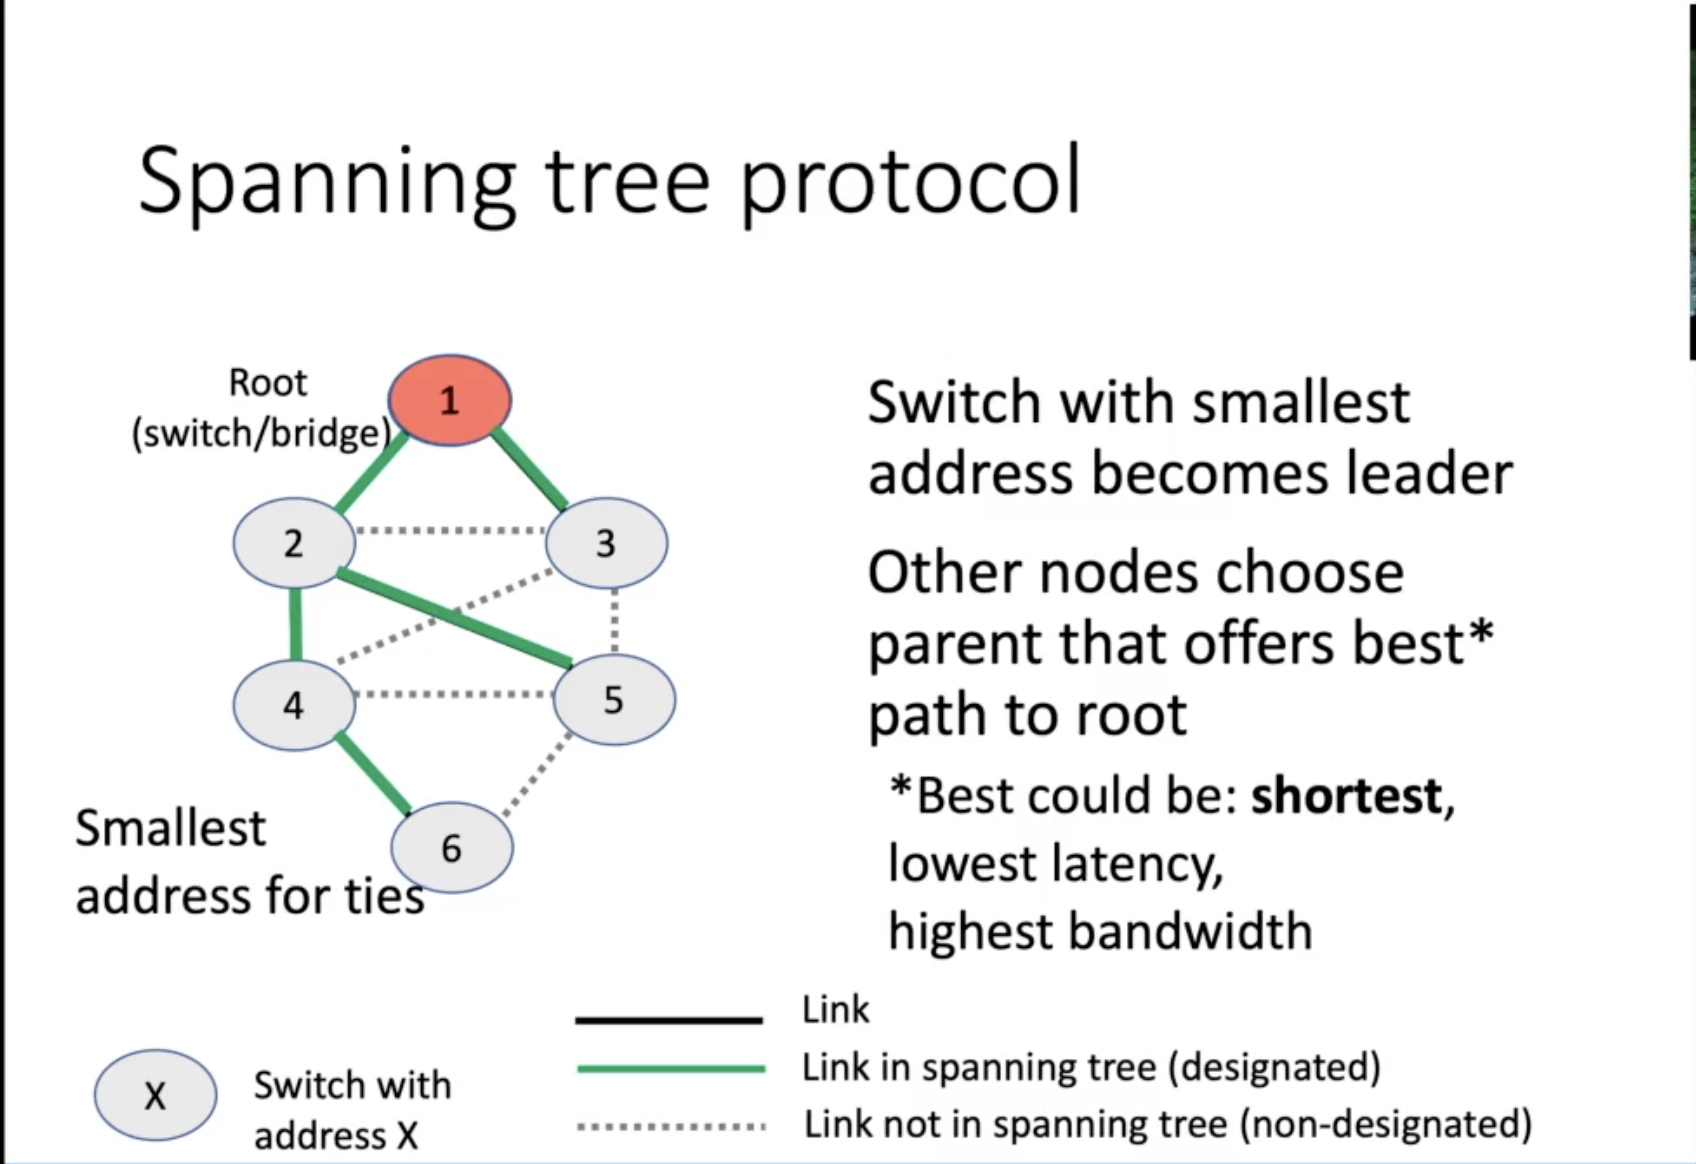 Spanning tree protocol
Root
(switch/bridge)
1
2
3
4
5
6
Smallest
address for ties
Switch with smallest
address becomes leader
Other nodes choose
parent that offers best*
path to root
*Best could be: shortest,
lowest latency,
highest bandwidth
X
Switch with
address X
Link
Link in spanning tree (designated)
Link not in spanning tree (non-designated)